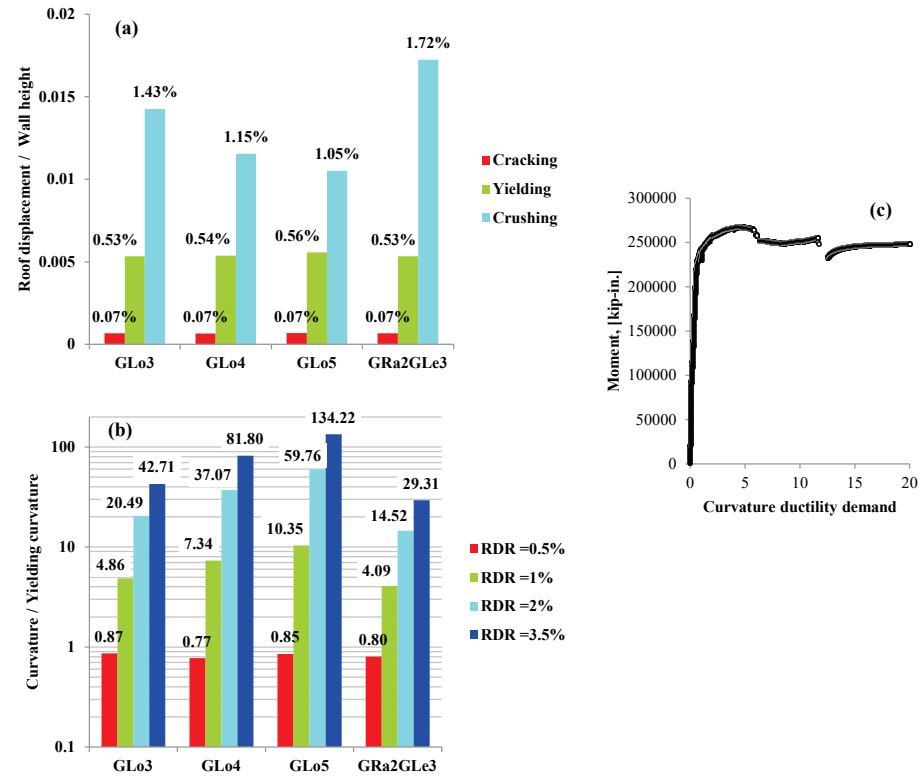 (a)
0.02
0.015
0.01
0.005
0
Roof displacement / Wall height
1.43%
1.15%
1.05%
1.72%
0.53%
0.54%
0.56%
0.53%
0.07%
0.07%
0.07%
0.07%
GLo3
GLo4
GLo5
GRa2GLe3
Cracking
Yielding
Crushing
(b)
100
10
1
0.1
Curvature / Yielding curvature
134.22
81.80
59.76
42.71
37.07
29.31
20.49
14.52
10.35
7.34
4.86
4.09
0.87
0.77
0.85
0.80
GLo3
GLo4
GLo5
GRa2GLe3
RDR =0.5%
RDR =1%
RDR =2%
RDR =3.5%
(c)
300000
250000
200000
150000
100000
50000
0
Moment, [kip-in.]
0
5
10
15
20
Curvature ductility demand